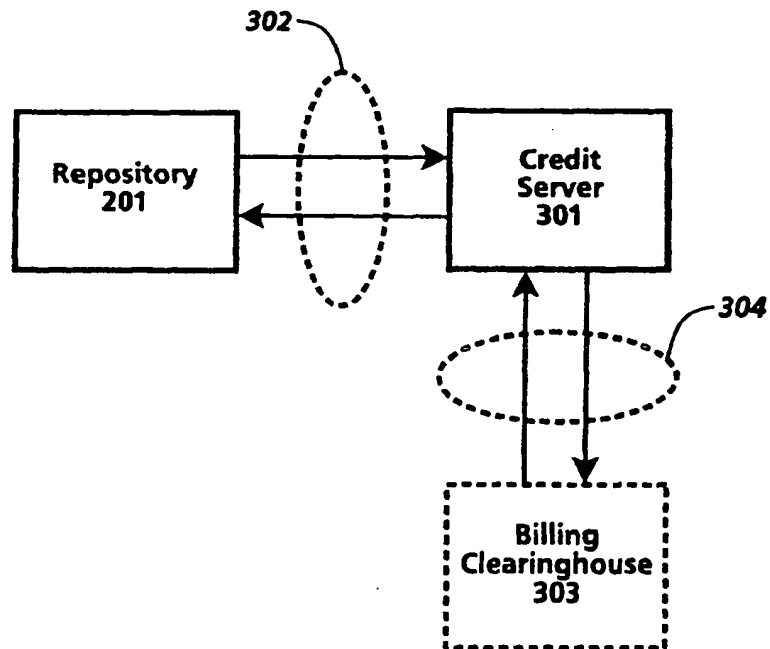 302
Repository
201
Credit
Server
301
304
Billing
Clearinghouse
303